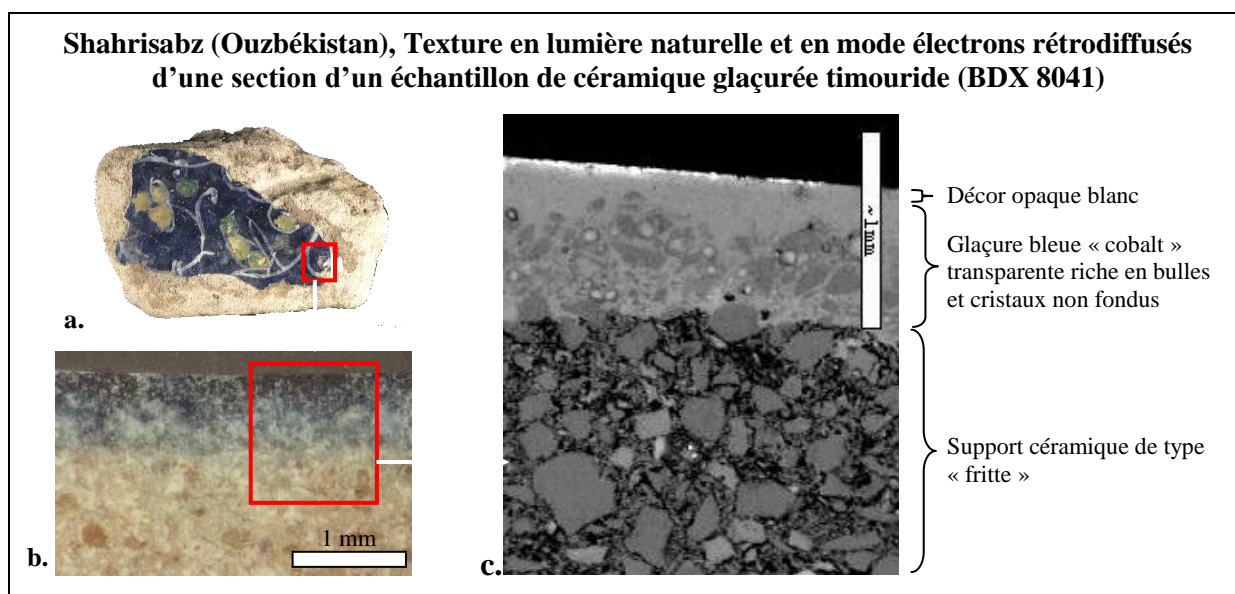 Shahrisabz (Ouzbékistan), Texture en lumière naturelle et en mode électrons rétrodiffusés
d'une section d'un échantillon de céramique glaçurée timouride (BDX 8041)
a.
b.
1 mm
c.
~ 1 mm
Décor opaque blanc
Glaçure bleue « cobalt »
transparente riche en bulles
et cristaux non fondus
Support céramique de type
« fritte »